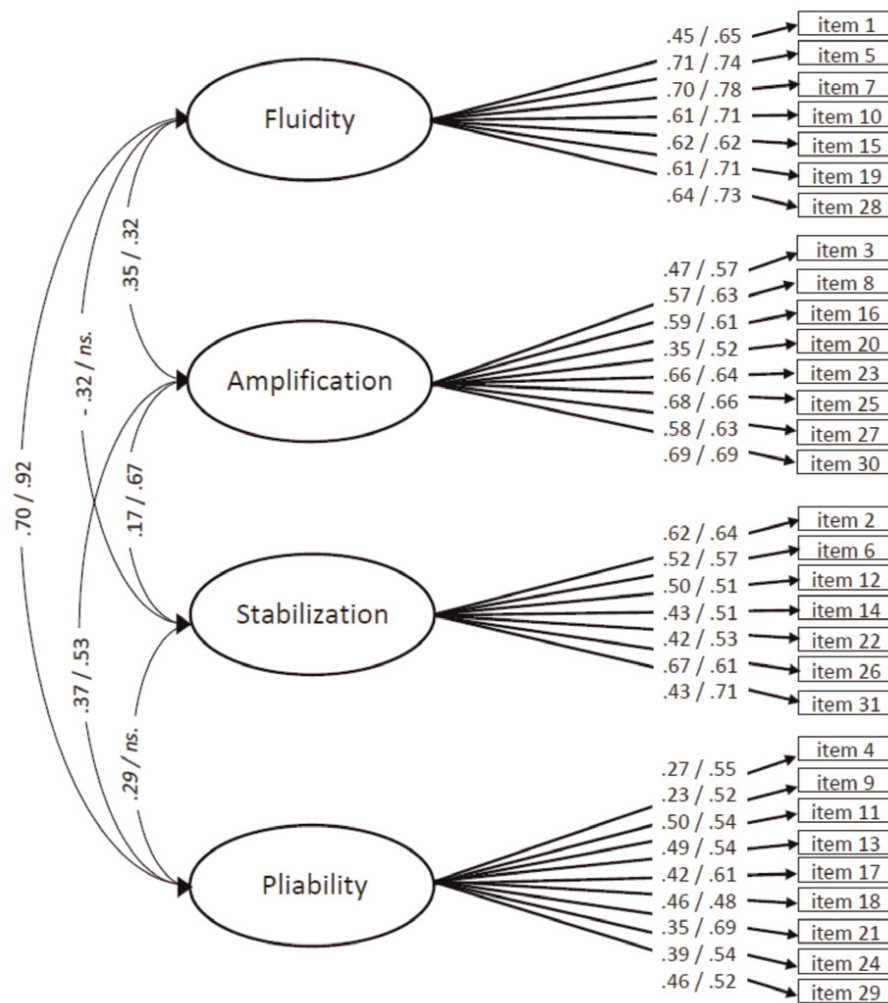 Fluidity
.45 / .65 item 1
.71 / .74 item 5
.70 / .78 item 7
.61 / .71 item 10
.62 / .62 item 15
.61 / .71 item 19
.64 / .73 item 28
Amplification
.47 / .57 item 3
.57 / .63 item 8
.59 / .61 item 16
.35 / .52 item 20
.66 / .64 item 23
.68 / .66 item 25
.58 / .63 item 27
.69 / .69 item 30
Stabilization
.62 / .64 item 2
.52 / .57 item 6
.50 / .51 item 12
.43 / .51 item 14
.42 / .53 item 22
.67 / .61 item 26
.43 / .71 item 31
Pliability
.27 / .55 item 4
.23 / .52 item 9
.50 / .54 item 11
.49 / .54 item 13
.42 / .61 item 17
.46 / .48 item 18
.35 / .69 item 21
.39 / .54 item 24
.46 / .52 item 29
.70 / .92
- .32 / ns.
.35 / .32
.37 / .53
.17 / .67
.29 / ns.